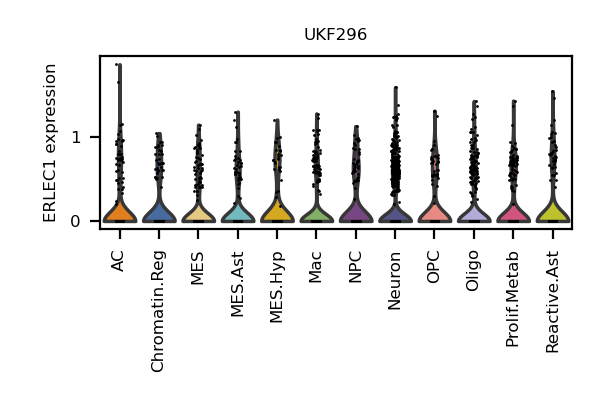 UKF296
ERLEC1 expression
1
0
AC
Chromatin.Reg
MES
MES.Ast
MES.Hyp
Mac
NPC
Neuron
OPC
Oligo
Prolif.Metab
Reactive.Ast